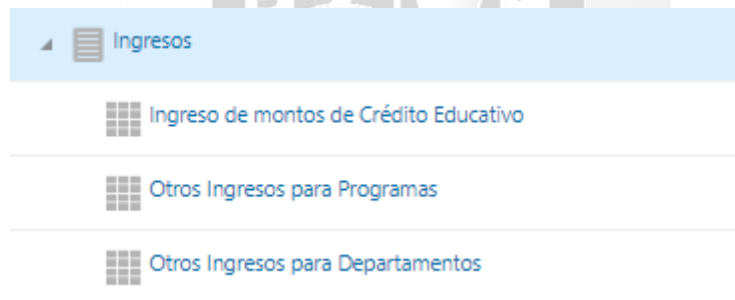 Ingresos
Ingreso de montos de Crédito Educativo
Otros Ingresos para Programas
Otros Ingresos para Departamentos